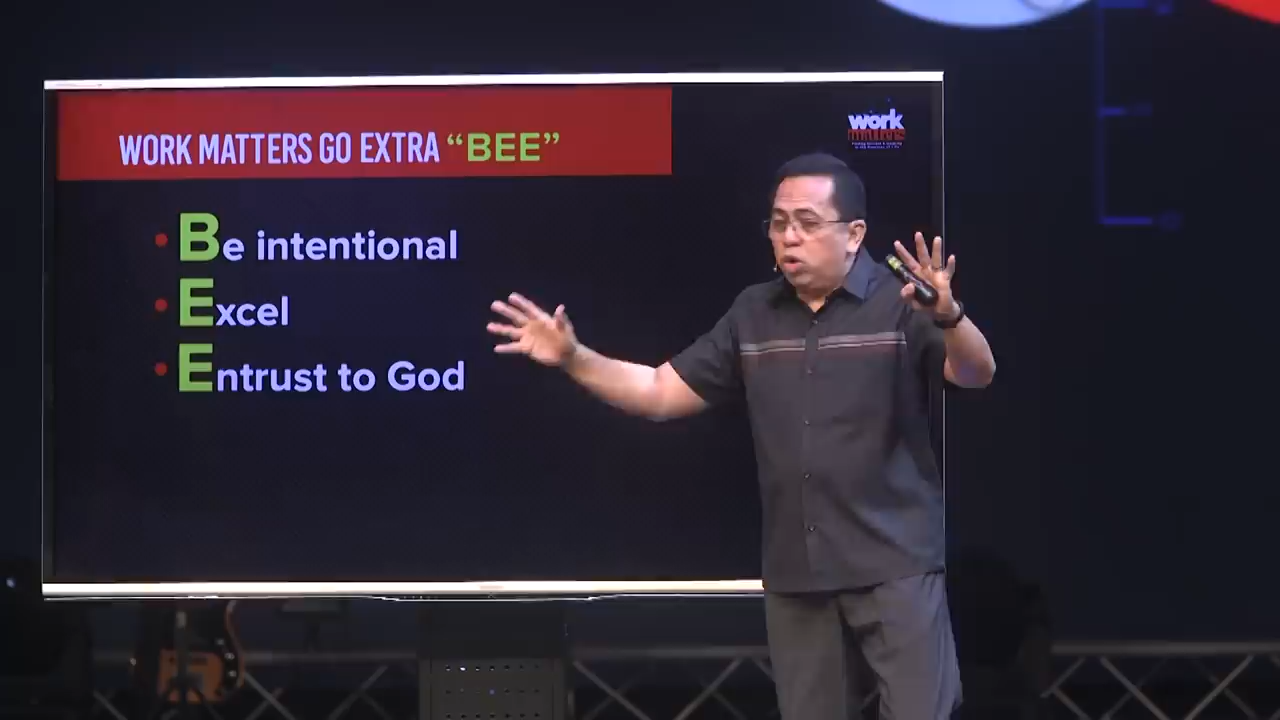 WORK MATTERS GO EXTRA “BEE”
work
• Be intentional
• Excel
• Entrust to God